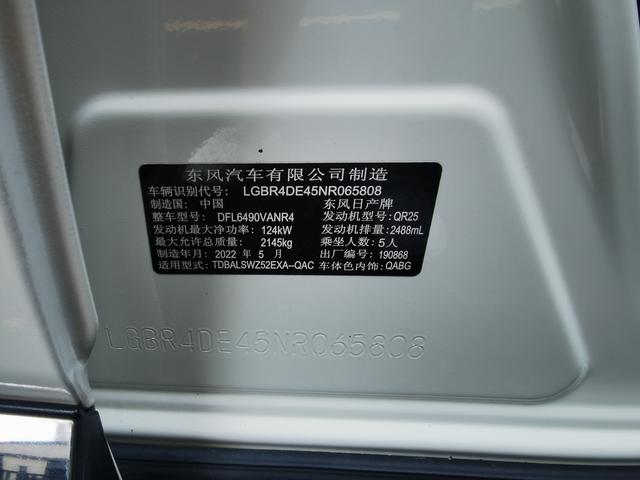 东风汽车有限公司制造
车辆识别代号: LGBR4DE45NR065808
制造国: 中国 东风日产牌
整车型号: DFL6490VANR4 发动机型号: QR25
发动机最大净功率: 124kW 发动机排量: 2488mL
最大允许总质量: 2145kg 乘坐人数: 5人
制造年月: 2022 年 5 月 出厂编号: 190868
适用型式: TDBALSWZ52EXA--QAC 车体色内饰: QABG
LGBR4DE45NR065808